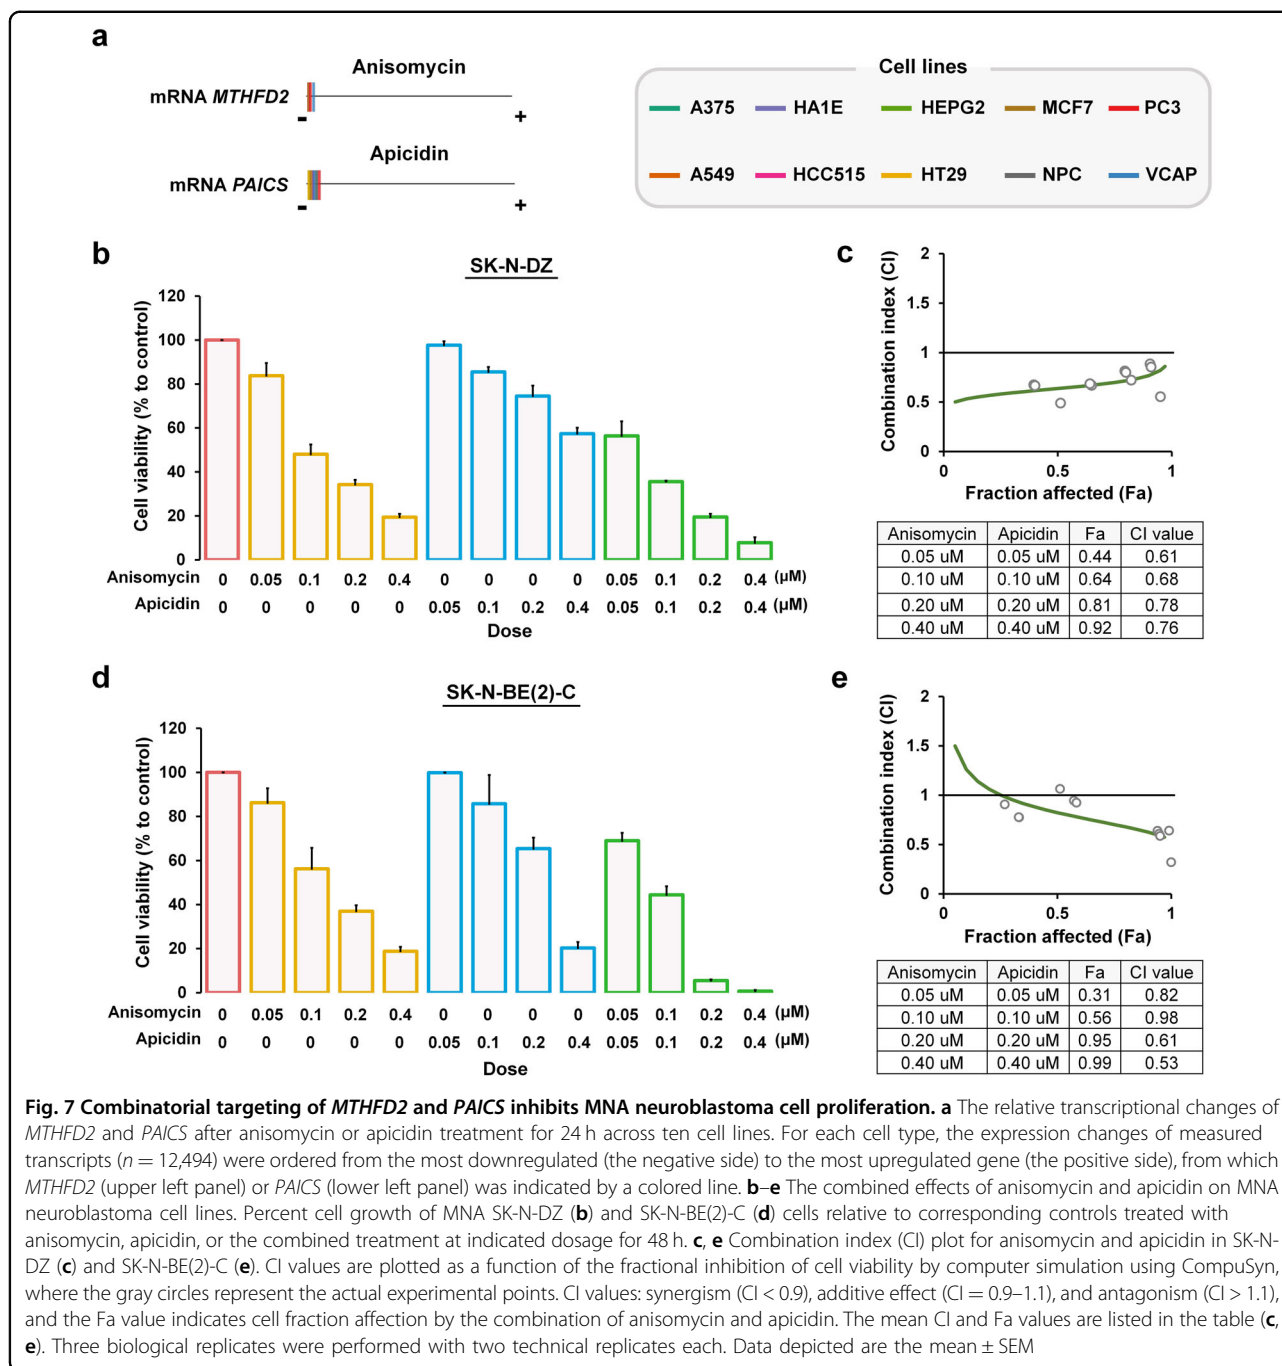 a
Anisomycin
mRNA MTHFD2
- +
Apicidin
mRNA PAICS
- +
Cell lines
A375 HA1E HEPG2 MCF7 PC3
A549 HCC515 HT29 NPC VCAP
b
SK-N-DZ
Cell viability (% to control)
120
100
80
60
40
20
0
Anisomycin 0 0.05 0.1 0.2 0.4 0 0 0 0 0.05 0.1 0.2 0.4 (μM)
Apicidin 0 0 0 0 0 0.05 0.1 0.2 0.4 0.05 0.1 0.2 0.4 (μM)
Dose
c
Combination index (CI)
2
1.5
1
0.5
0
0 0.5 1
Fraction affected (Fa)
Anisomycin Apicidin Fa CI value
0.05 uM 0.05 uM 0.44 0.61
0.10 uM 0.10 uM 0.64 0.68
0.20 uM 0.20 uM 0.81 0.78
0.40 uM 0.40 uM 0.92 0.76
d
SK-N-BE(2)-C
Cell viability (% to control)
120
100
80
60
40
20
0
Anisomycin 0 0.05 0.1 0.2 0.4 0 0 0 0 0.05 0.1 0.2 0.4 (μM)
Apicidin 0 0 0 0 0 0.05 0.1 0.2 0.4 0.05 0.1 0.2 0.4 (μM)
Dose
e
Combination index (CI)
2
1.5
1
0.5
0
0 0.5 1
Fraction affected (Fa)
Anisomycin Apicidin Fa CI value
0.05 uM 0.05 uM 0.31 0.82
0.10 uM 0.10 uM 0.56 0.98
0.20 uM 0.20 uM 0.95 0.61
0.40 uM 0.40 uM 0.99 0.53
Fig. 7 Combinatorial targeting of MTHFD2 and PAICS inhibits MNA neuroblastoma cell proliferation. a The relative transcriptional changes of
MTHFD2 and PAICS after anisomycin or apicidin treatment for 24 h across ten cell lines. For each cell type, the expression changes of measured
transcripts (n = 12,494) were ordered from the most downregulated (the negative side) to the most upregulated gene (the positive side), from which
MTHFD2 (upper left panel) or PAICS (lower left panel) was indicated by a colored line. b–e The combined effects of anisomycin and apicidin on MNA
neuroblastoma cell lines. Percent cell growth of MNA SK-N-DZ (b) and SK-N-BE(2)-C (d) cells relative to corresponding controls treated with
anisomycin, apicidin, or the combined treatment at indicated dosage for 48 h. c, e Combination index (CI) plot for anisomycin and apicidin in SK-N-
DZ (c) and SK-N-BE(2)-C (e). CI values are plotted as a function of the fractional inhibition of cell viability by computer simulation using CompuSyn,
where the gray circles represent the actual experimental points. CI values: synergism (CI < 0.9), additive effect (CI = 0.9–1.1), and antagonism (CI > 1.1),
and the Fa value indicates cell fraction affection by the combination of anisomycin and apicidin. The mean CI and Fa values are listed in the table (c,
e). Three biological replicates were performed with two technical replicates each. Data depicted are the mean ± SEM